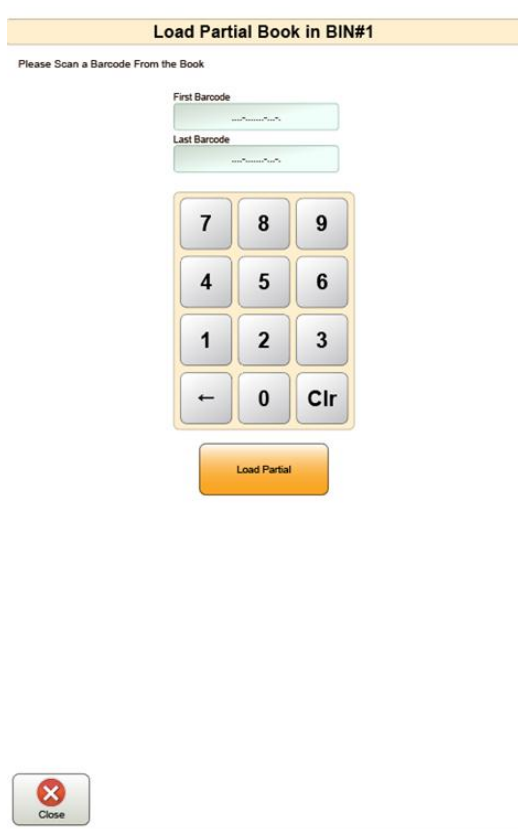 Load Partial Book in BIN#1
Please Scan a Barcode From the Book
First Barcode
....-.......-...-.
Last Barcode
....-.......-...-.
7 8 9
4 5 6
1 2 3
← 0 Clr
Load Partial
Close